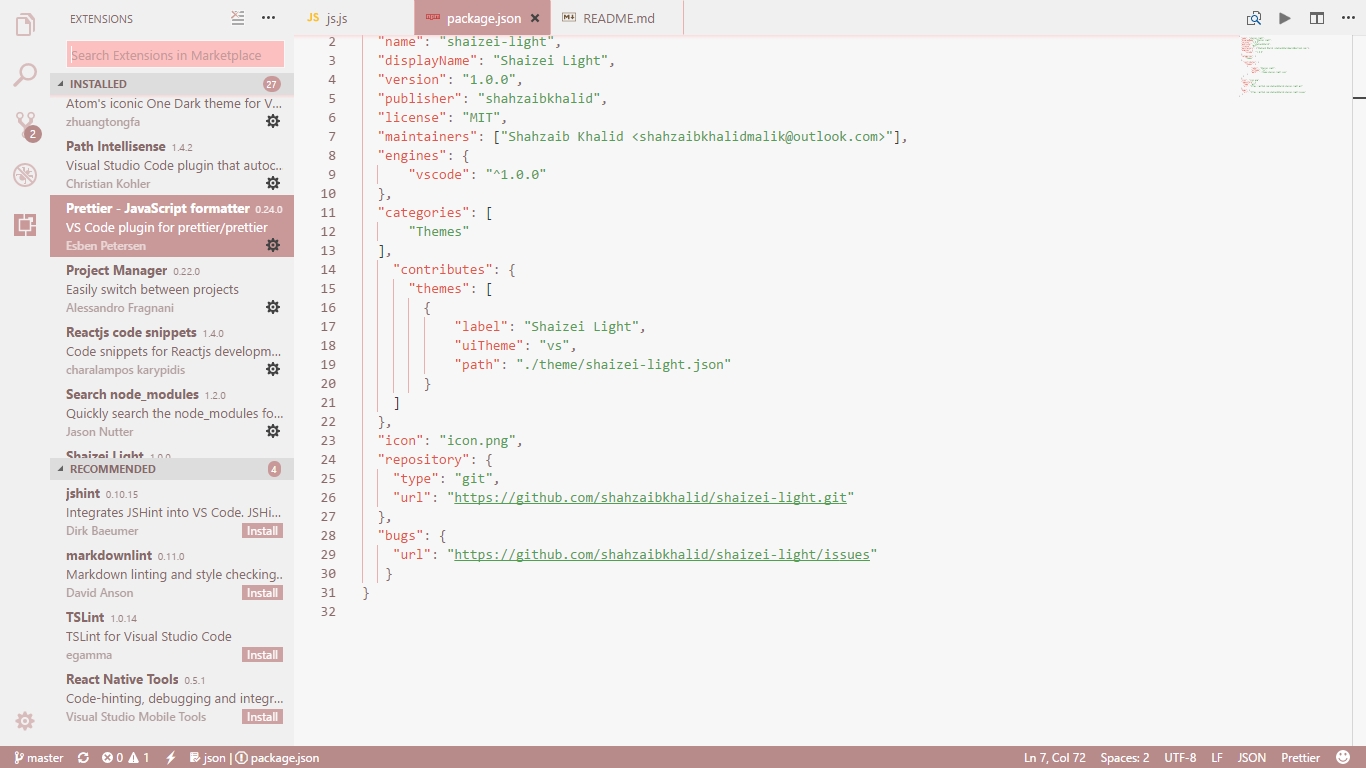 EXTENSIONS
Search Extensions in Marketplace
INSTALLED 27
Atom's iconic One Dark theme for V...
zhuangtongfa
Path Intellisense 1.4.2
Visual Studio Code plugin that autoc...
Christian Kohler
Prettier - JavaScript formatter 0.24.0
VS Code plugin for prettier/prettier
Esben Petersen
Project Manager 0.22.0
Easily switch between projects
Alessandro Fragnani
Reactjs code snippets 1.4.0
Code snippets for Reactjs developm...
charalampos karypidis
Search node_modules 1.2.0
Quickly search the node_modules fo...
Jason Nutter
Shaizei Light 1.0.0
RECOMMENDED 4
jshint 0.10.15
Integrates JSHint into VS Code. JSHi...
Dirk Baeumer Install
markdownlint 0.11.0
Markdown linting and style checking...
David Anson Install
TSLint 1.0.14
TSLint for Visual Studio Code
egamma Install
React Native Tools 0.5.1
Code-hinting, debugging and integr...
Visual Studio Mobile Tools Install
2
JS js.js package.json README.md
2 "name": "shaizei-light",
3 "displayName": "Shaizei Light",
4 "version": "1.0.0",
5 "publisher": "shahzaibkhalid",
6 "license": "MIT",
7 "maintainers": ["Shahzaib Khalid <shahzaibkhalidmalik@outlook.com>"],
8 "engines": {
9 "vscode": "^1.0.0"
10 },
11 "categories": [
12 "Themes"
13 ],
14 "contributes": {
15 "themes": [
16 {
17 "label": "Shaizei Light",
18 "uiTheme": "vs",
19 "path": "./theme/shaizei-light.json"
20 }
21 ]
22 },
23 "icon": "icon.png",
24 "repository": {
25 "type": "git",
26 "url": "https://github.com/shahzaibkhalid/shaizei-light.git"
27 },
28 "bugs": {
29 "url": "https://github.com/shahzaibkhalid/shaizei-light/issues"
30 }
31 }
32
master 0 1 json | package.json Ln 7, Col 72 Spaces: 2 UTF-8 LF JSON Prettier